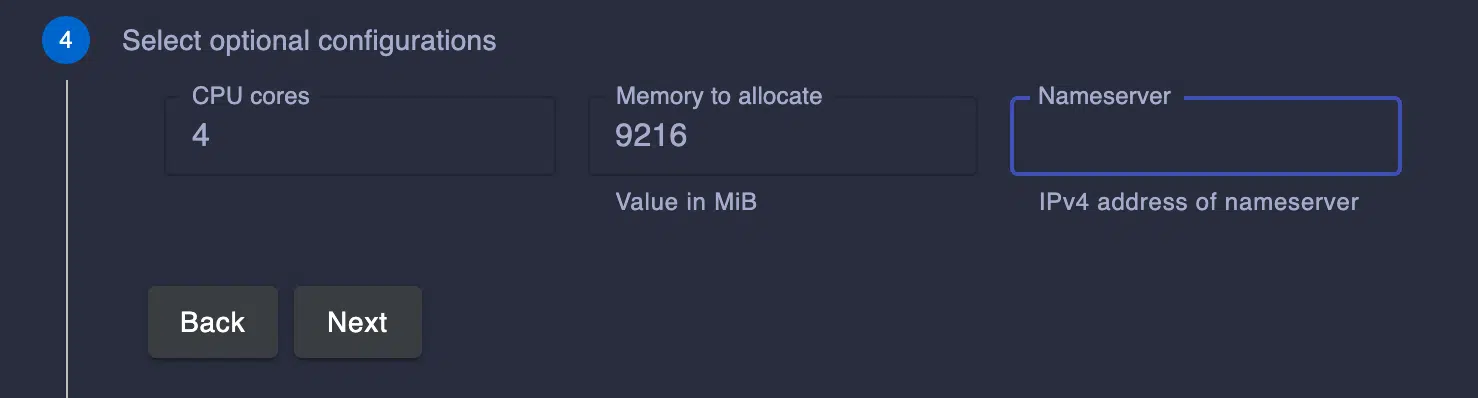 4 Select optional configurations
CPU cores Memory to allocate Nameserver
4 9216
Value in MiB IPv4 address of nameserver
Back Next